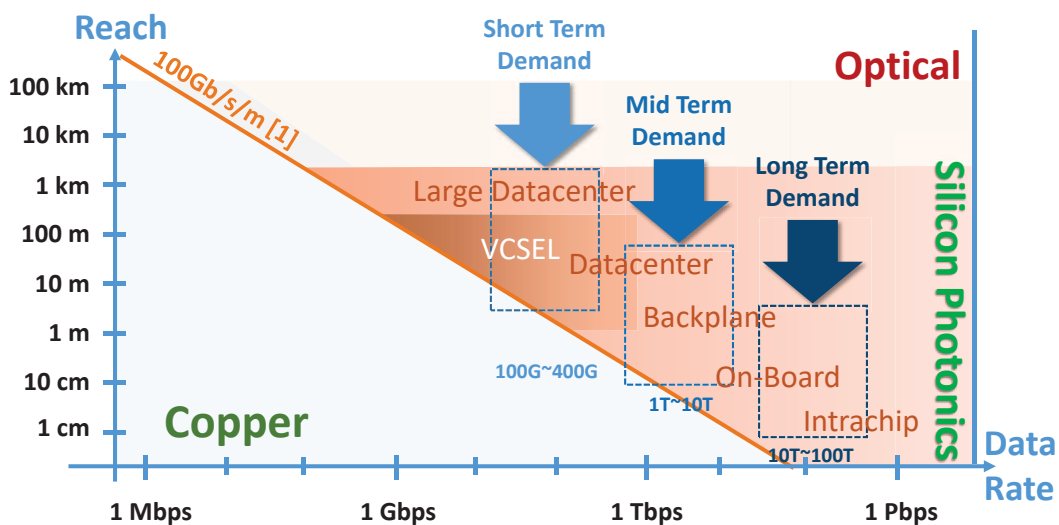 Reach
Short Term
Demand
Optical
100Gb/s/m [1]
Mid Term
Demand
Long Term
Demand
100 km
10 km
1 km
100 m
10 m
1 m
10 cm
1 cm
Large Datacenter
VCSEL
Datacenter
Backplane
On-Board
Intrachip
100G~400G
1T~10T
10T~100T
Copper
Silicon Photonics
Data
Rate
1 Mbps
1 Gbps
1 Tbps
1 Pbps